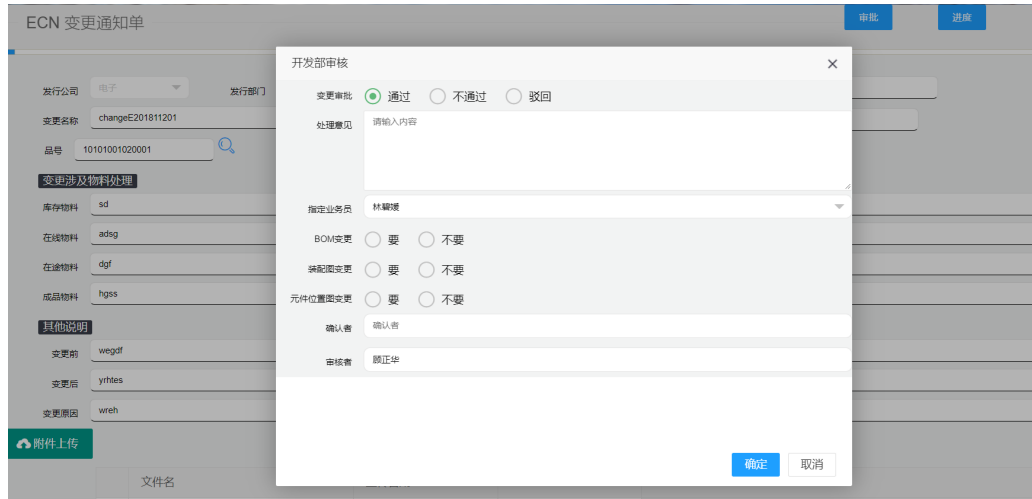 ECN 变更通知单
审批
进度
开发部审核
发行公司
电子
发行部门
变更审批
通过
不通过
驳回
变更名称
changeE201811201
处理意见
请输入内容
品号
10101001020001
变更涉及物料处理
库存物料
sd
指定业务员
林碧媛
在线物料
adsg
BOM变更
要
不要
在途物料
dgf
装配图变更
要
不要
成品物料
hgss
元件位置图变更
要
不要
其他说明
确认者
确认者
变更前
wegdf
审核者
顾正华
变更后
yrhtes
变更原因
wreh
附件上传
确定
取消
文件名